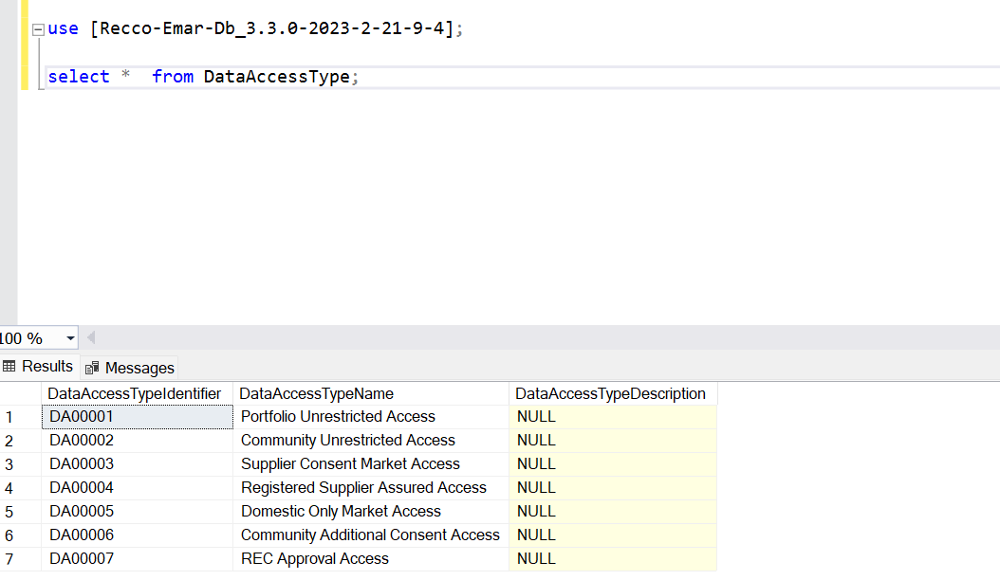 use [Recco-Emar-Db_3.3.0-2023-2-21-9-4];
select *  from DataAccessType;
100 %
Results Messages
DataAccessTypeIdentifier DataAccessTypeName DataAccessTypeDescription
1 DA00001 Portfolio Unrestricted Access NULL
2 DA00002 Community Unrestricted Access NULL
3 DA00003 Supplier Consent Market Access NULL
4 DA00004 Registered Supplier Assured Access NULL
5 DA00005 Domestic Only Market Access NULL
6 DA00006 Community Additional Consent Access NULL
7 DA00007 REC Approval Access NULL